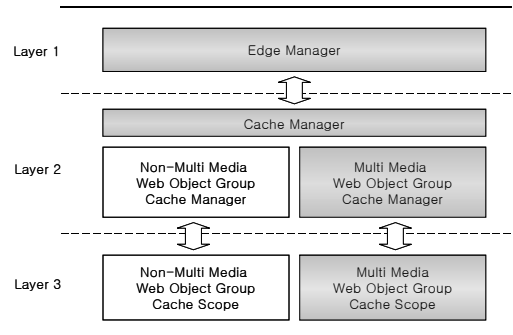 Layer 1
Edge Manager
Cache Manager
Layer 2
Non-Multi Media
Web Object Group
Cache Manager
Multi Media
Web Object Group
Cache Manager
Layer 3
Non-Multi Media
Web Object Group
Cache Scope
Multi Media
Web Object Group
Cache Scope